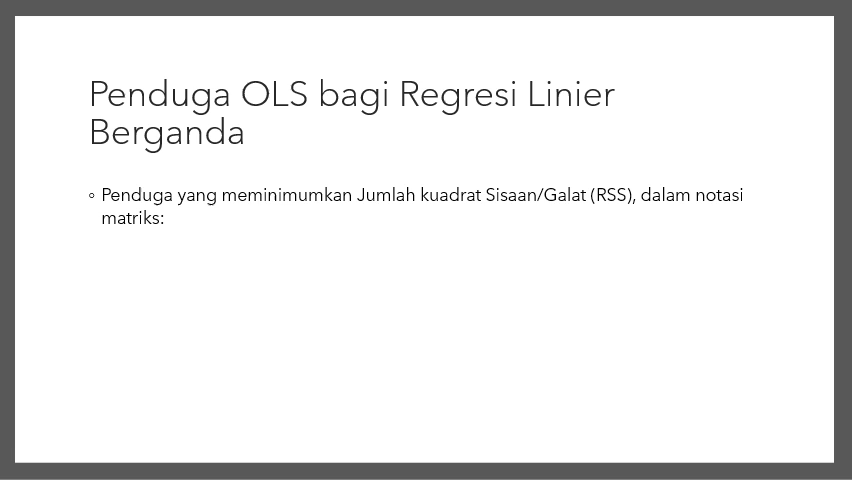 Penduga OLS bagi Regresi Linier
Berganda
◦ Penduga yang meminimumkan Jumlah kuadrat Sisaan/Galat (RSS), dalam notasi
matriks: